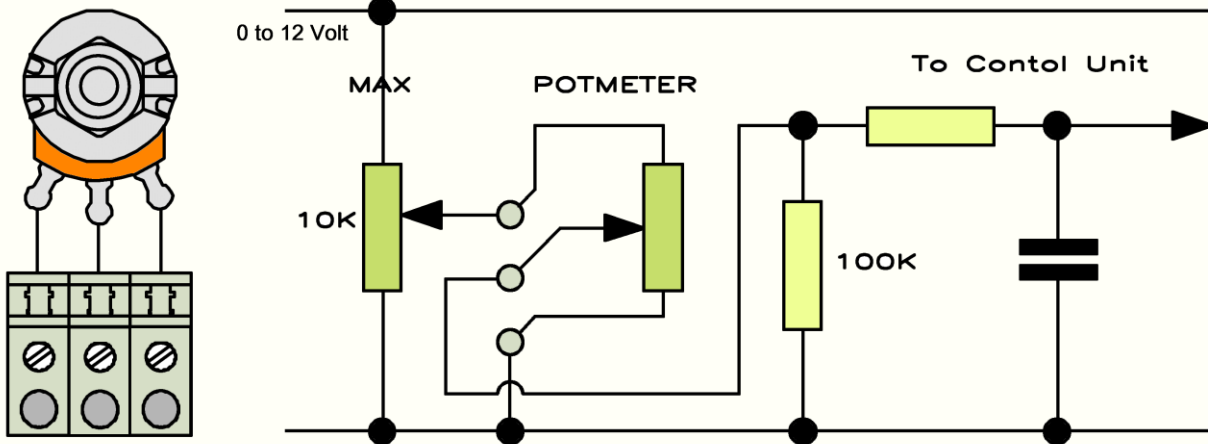 0 to 12 Volt
MAX
POTMETER
To Contol Unit
10K
100K